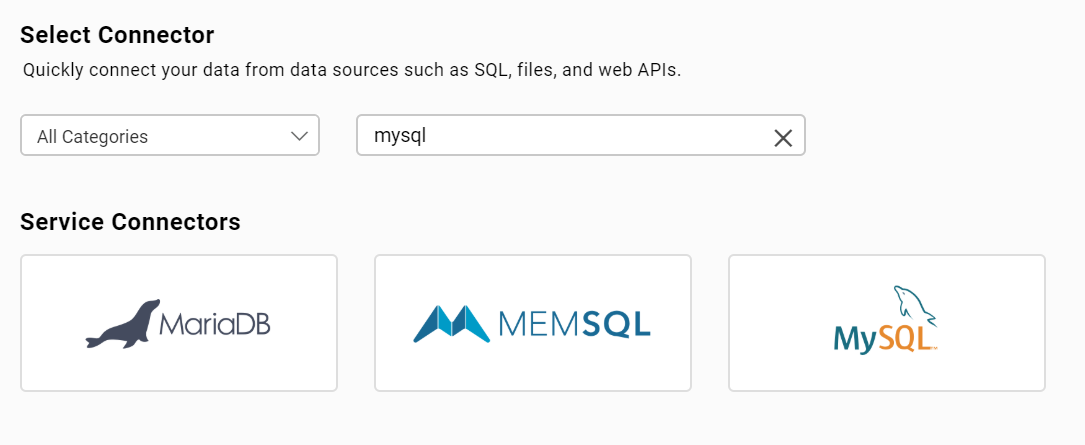 Select Connector
Quickly connect your data from data sources such as SQL, files, and web APIs.
All Categories mysql
Service Connectors
MariaDB MEMSQL MySQL™